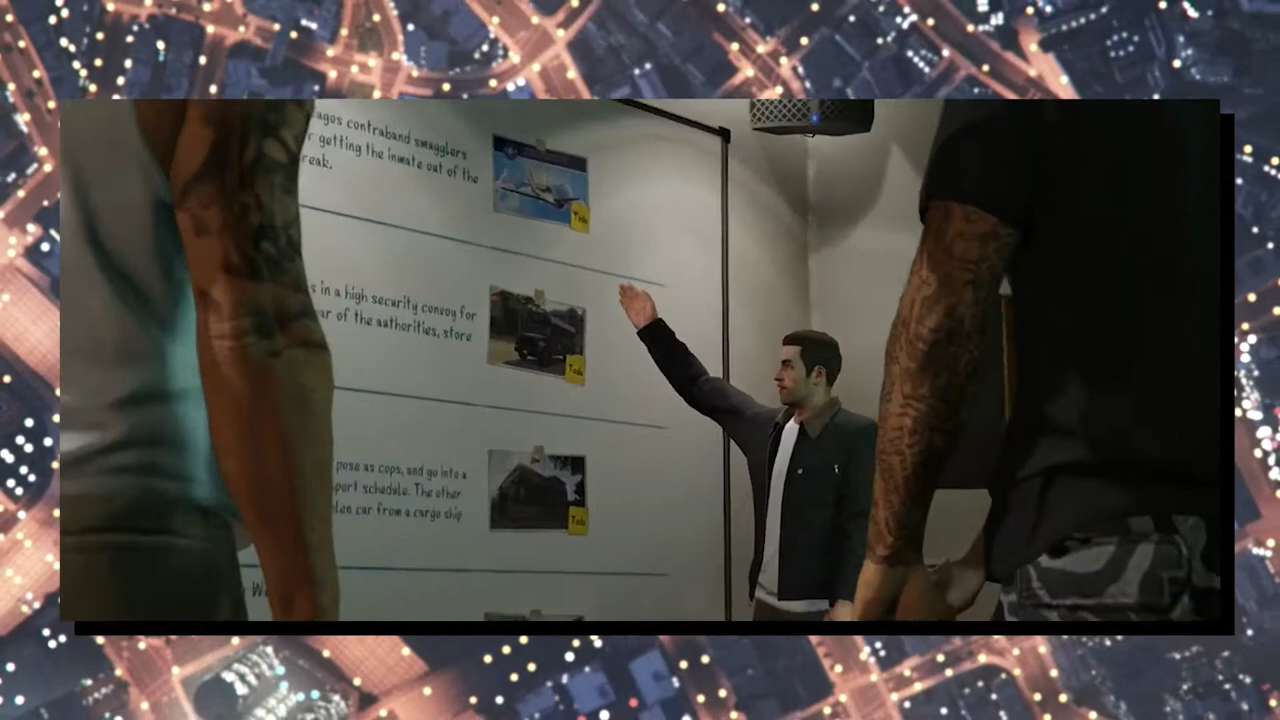 agos contraband smugglers
r getting the inmate out of the
reak.
Todo
s in a high security convoy for
ar of the authorities, store
Todo
pose as cops, and go into a
port schedule. The other
len car from a cargo ship
Todo
W